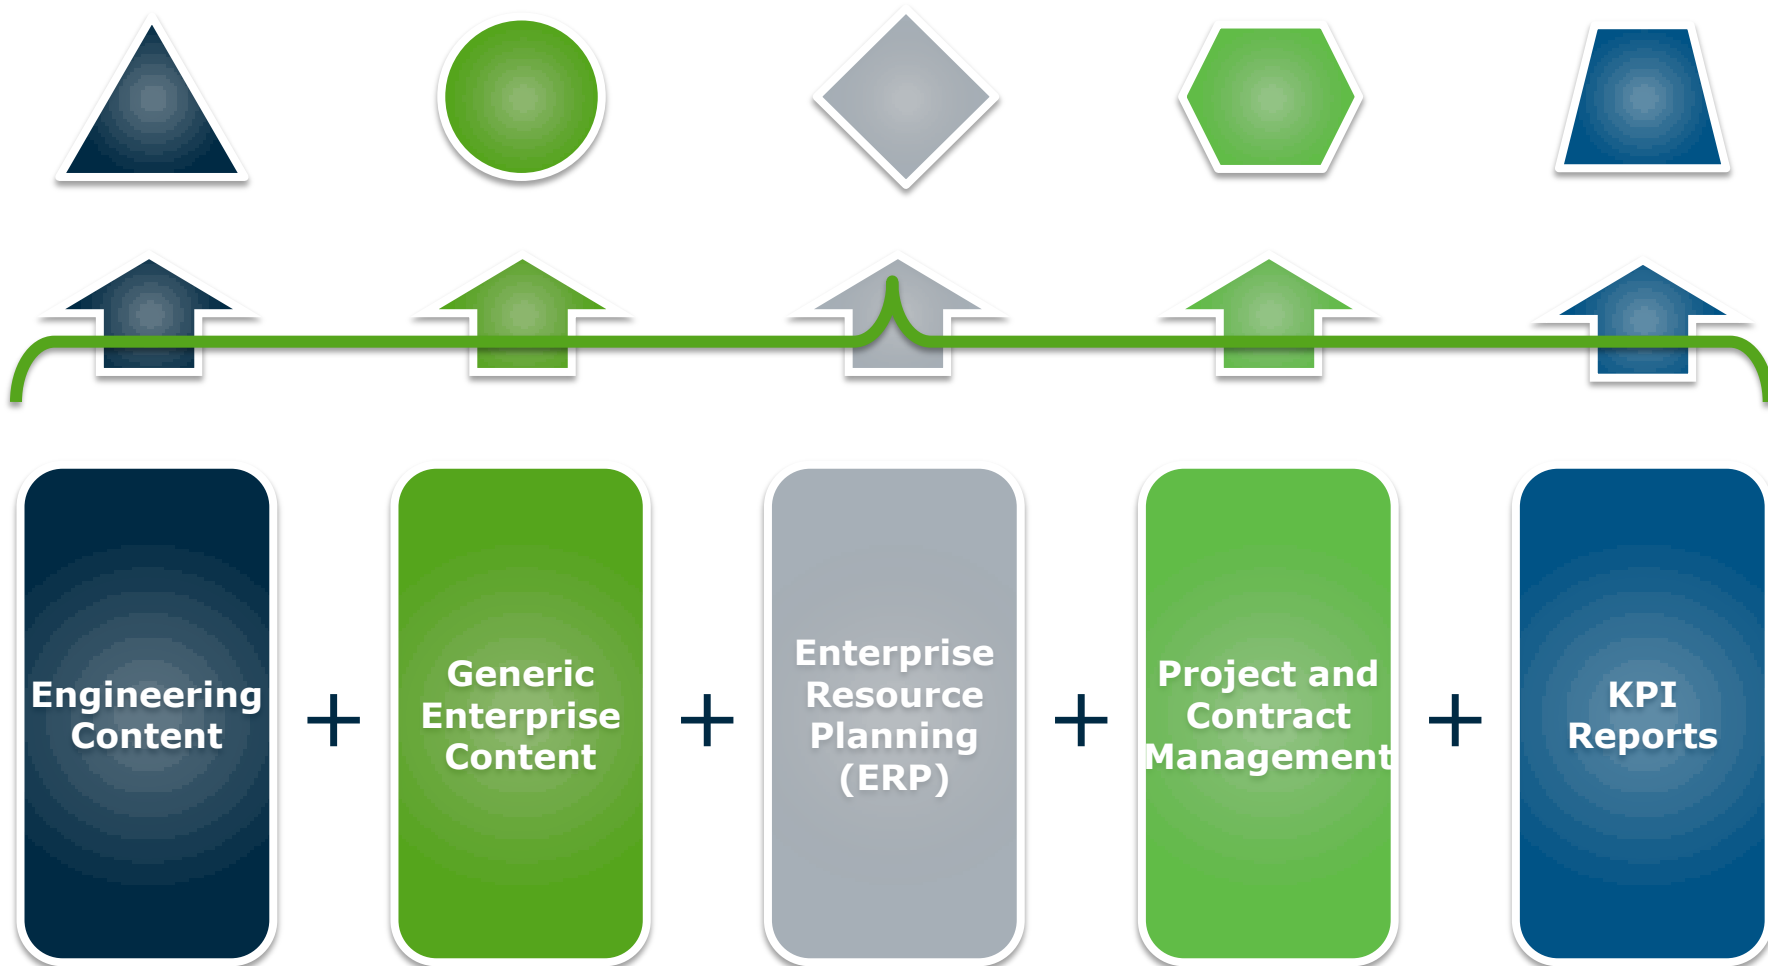 Engineering
Content
+
Generic
Enterprise
Content
+
Enterprise
Resource
Planning
(ERP)
+
Project and
Contract
Management
+
KPI
Reports